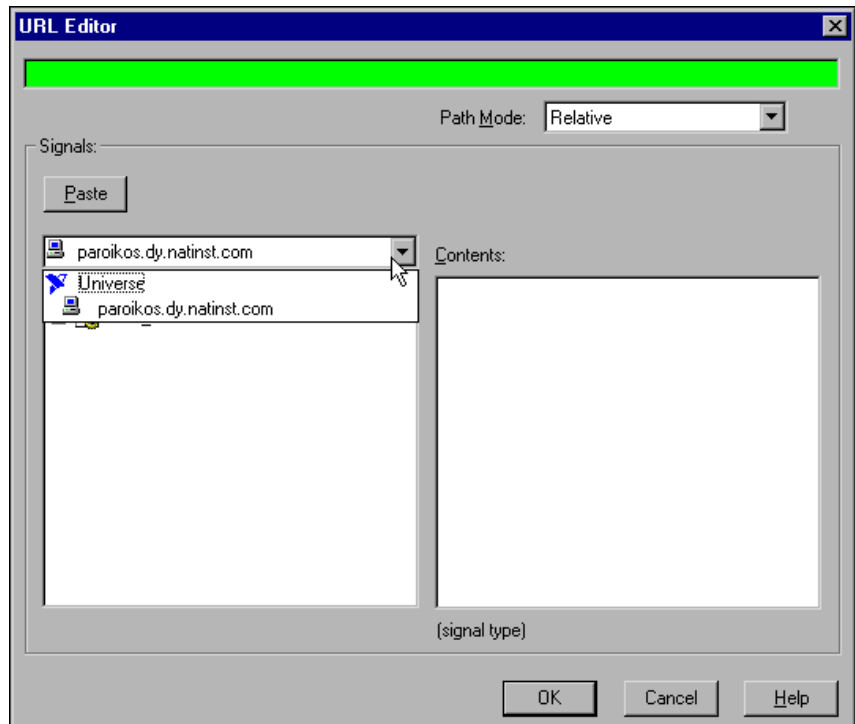 URL Editor
Path Mode: Relative
Signals:
Paste
paroikos.dy.natinst.com
Contents:
Universe
paroikos.dy.natinst.com
(signal type)
OK Cancel Help